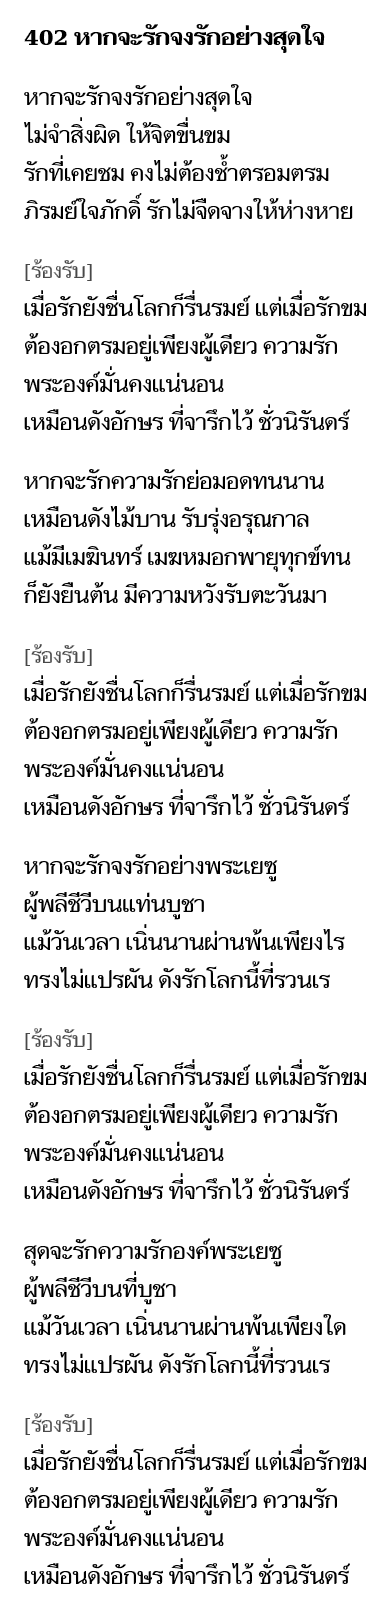 402 หากจะรักจงรักอย่างสุดใจ
หากจะรักจงรักอย่างสุดใจ
ไม่จำสิ่งผิด ให้จิตขื่นขม
รักที่เคยชม คงไม่ต้องช้ำตรอมตรม
ภิรมย์ใจภักดิ์ รักไม่จืดจางให้ห่างหาย
[ร้องรับ]
เมื่อรักยังชื่นโลกก็รื่นรมย์ แต่เมื่อรักขม
ต้องอกตรมอยู่เพียงผู้เดียว ความรัก
พระองค์มั่นคงแน่นอน
เหมือนดังอักษร ที่จารึกไว้ ชั่วนิรันดร์
หากจะรักความรักย่อมอดทนนาน
เหมือนดังไม้บาน รับรุ่งอรุณกาล
แม้มีเมฆินทร์ เมฆหมอกพายุทุกข์ทน
ก็ยังยืนต้น มีความหวังรับตะวันมา
[ร้องรับ]
เมื่อรักยังชื่นโลกก็รื่นรมย์ แต่เมื่อรักขม
ต้องอกตรมอยู่เพียงผู้เดียว ความรัก
พระองค์มั่นคงแน่นอน
เหมือนดังอักษร ที่จารึกไว้ ชั่วนิรันดร์
หากจะรักจงรักอย่างพระเยซู
ผู้พลีชีวีบนแท่นบูชา
แม้วันเวลา เนิ่นนานผ่านพ้นเพียงไร
ทรงไม่แปรผัน ดังรักโลกนี้ที่รวนเร
[ร้องรับ]
เมื่อรักยังชื่นโลกก็รื่นรมย์ แต่เมื่อรักขม
ต้องอกตรมอยู่เพียงผู้เดียว ความรัก
พระองค์มั่นคงแน่นอน
เหมือนดังอักษร ที่จารึกไว้ ชั่วนิรันดร์
สุดจะรักความรักองค์พระเยซู
ผู้พลีชีวีบนที่บูชา
แม้วันเวลา เนิ่นนานผ่านพ้นเพียงใด
ทรงไม่แปรผัน ดังรักโลกนี้ที่รวนเร
[ร้องรับ]
เมื่อรักยังชื่นโลกก็รื่นรมย์ แต่เมื่อรักขม
ต้องอกตรมอยู่เพียงผู้เดียว ความรัก
พระองค์มั่นคงแน่นอน
เหมือนดังอักษร ที่จารึกไว้ ชั่วนิรันดร์